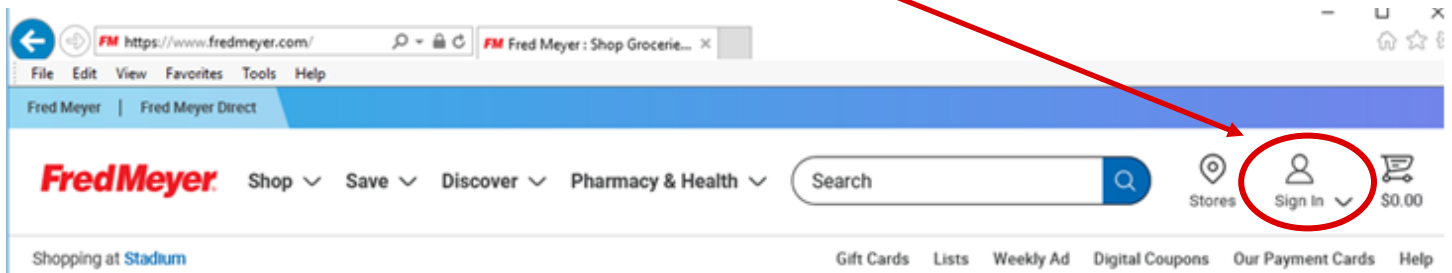 FM https://www.fredmeyer.com/ FM Fred Meyer : Shop Grocerie...
File Edit View Favorites Tools Help
Fred Meyer | Fred Meyer Direct
FredMeyer Shop Save Discover Pharmacy & Health Search Stores Sign In $0.00
Shopping at Stadium Gift Cards Lists Weekly Ad Digital Coupons Our Payment Cards Help